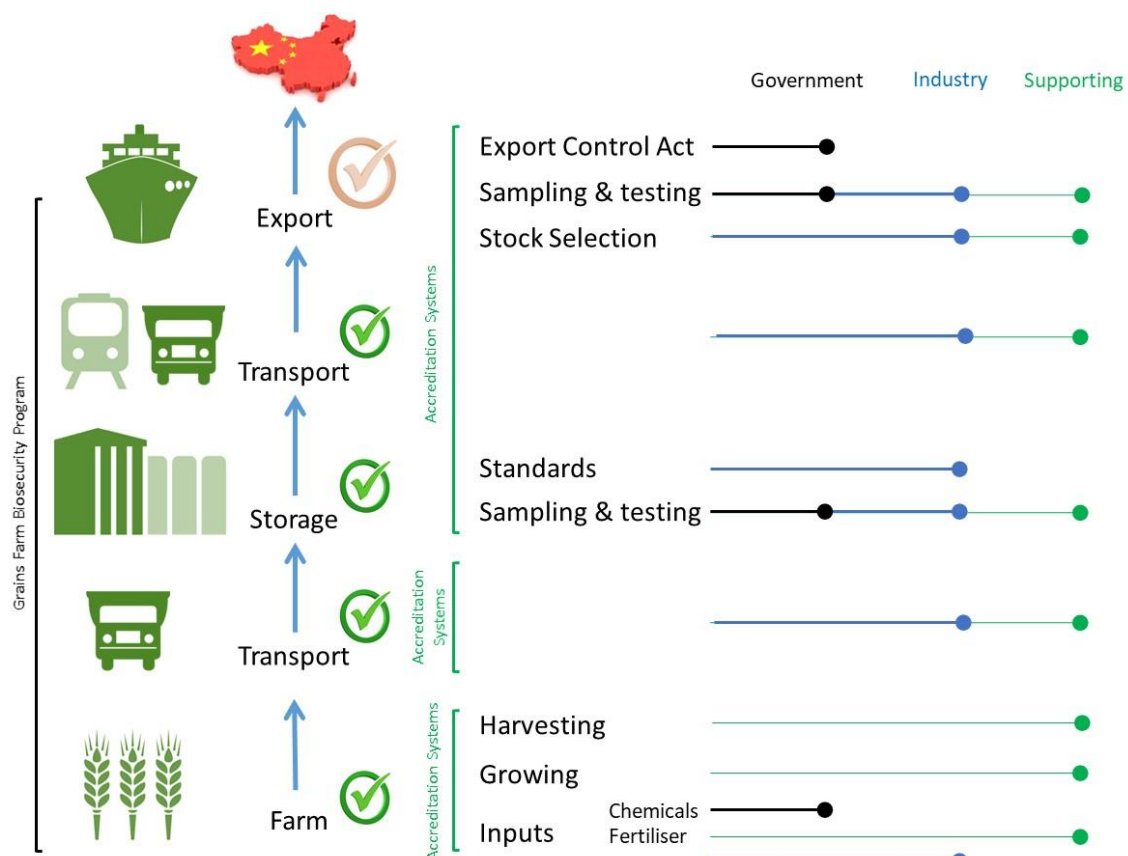 Government
Industry
Supporting
Export Control Act
Sampling & testing
Export
Stock Selection
Accreditation Systems
Transport
Standards
Storage
Sampling & testing
Grains Farm Biosecurity Program
Accreditation
Systems
Transport
Accreditation Systems
Harvesting
Growing
Farm
Inputs
Chemicals
Fertiliser